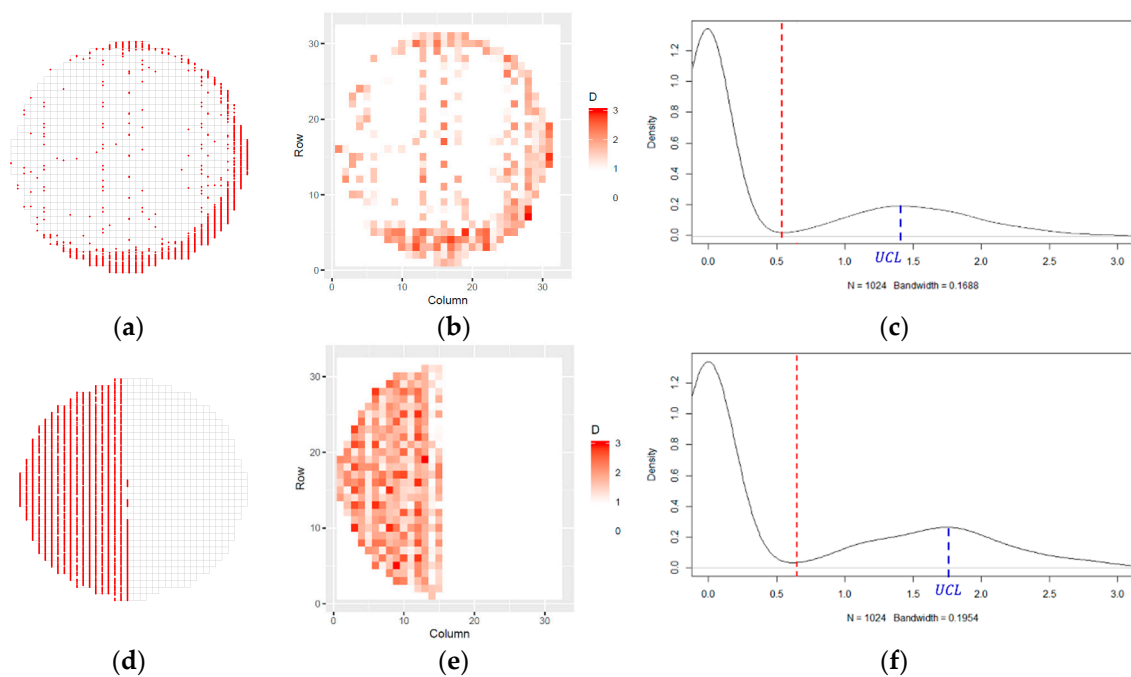 30
20
10
0
Row
0
10
20
30
Column
D
3
2
1
0
Density
1.2
1.0
0.8
0.6
0.4
0.2
0.0
0.0
0.5
1.0
1.5
2.0
2.5
3.0
UCL
N = 1024 Bandwidth = 0.1688
(a)
(b)
(c)
30
20
10
0
Row
0
10
20
30
Column
D
3
2
1
0
Density
1.2
1.0
0.8
0.6
0.4
0.2
0.0
0.0
0.5
1.0
1.5
2.0
2.5
3.0
UCL
N = 1024 Bandwidth = 0.1954
(d)
(e)
(f)